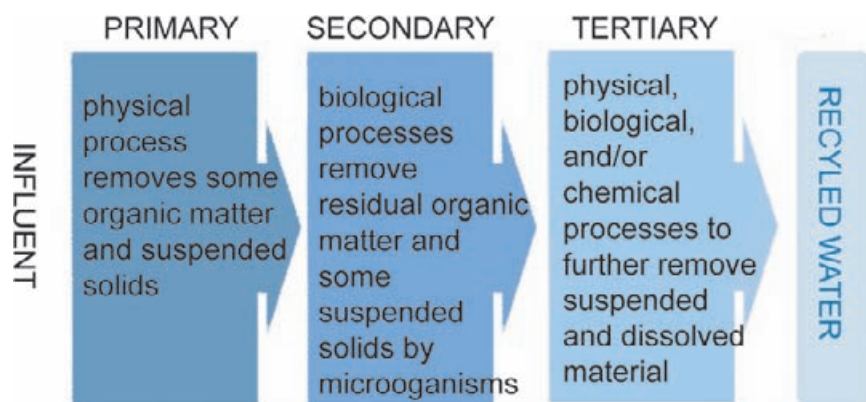 PRIMARY
SECONDARY
TERTIARY
INFLUENT
physical
process
removes some
organic matter
and suspended
solids
biological
processes
remove
residual organic
matter and
some
suspended
solids by
microoganisms
physical,
biological,
and/or
chemical
processes to
further remove
suspended
and dissolved
material
RECYLED WATER